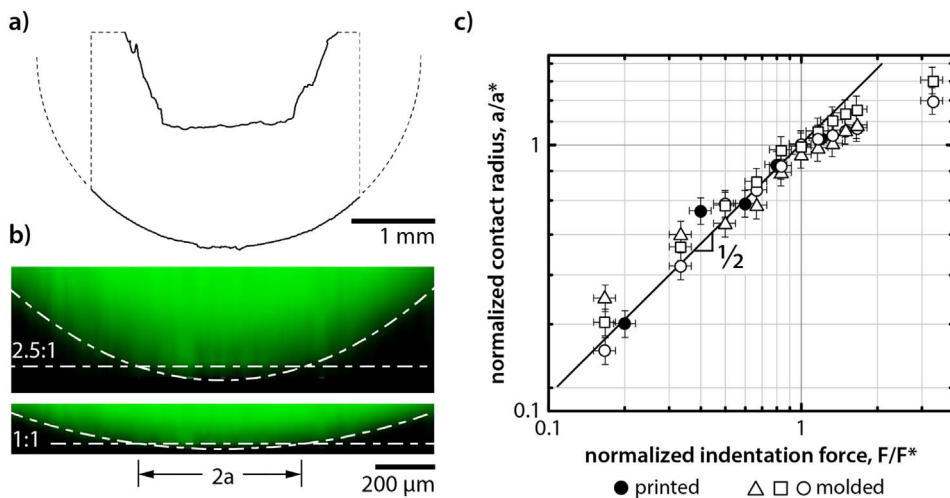 a)
1 mm
b)
2.5:1
1:1
2a
200 µm
c)
normalized contact radius, a/a*
1
0.1
½
0.1
1
normalized indentation force, F/F*
printed
molded